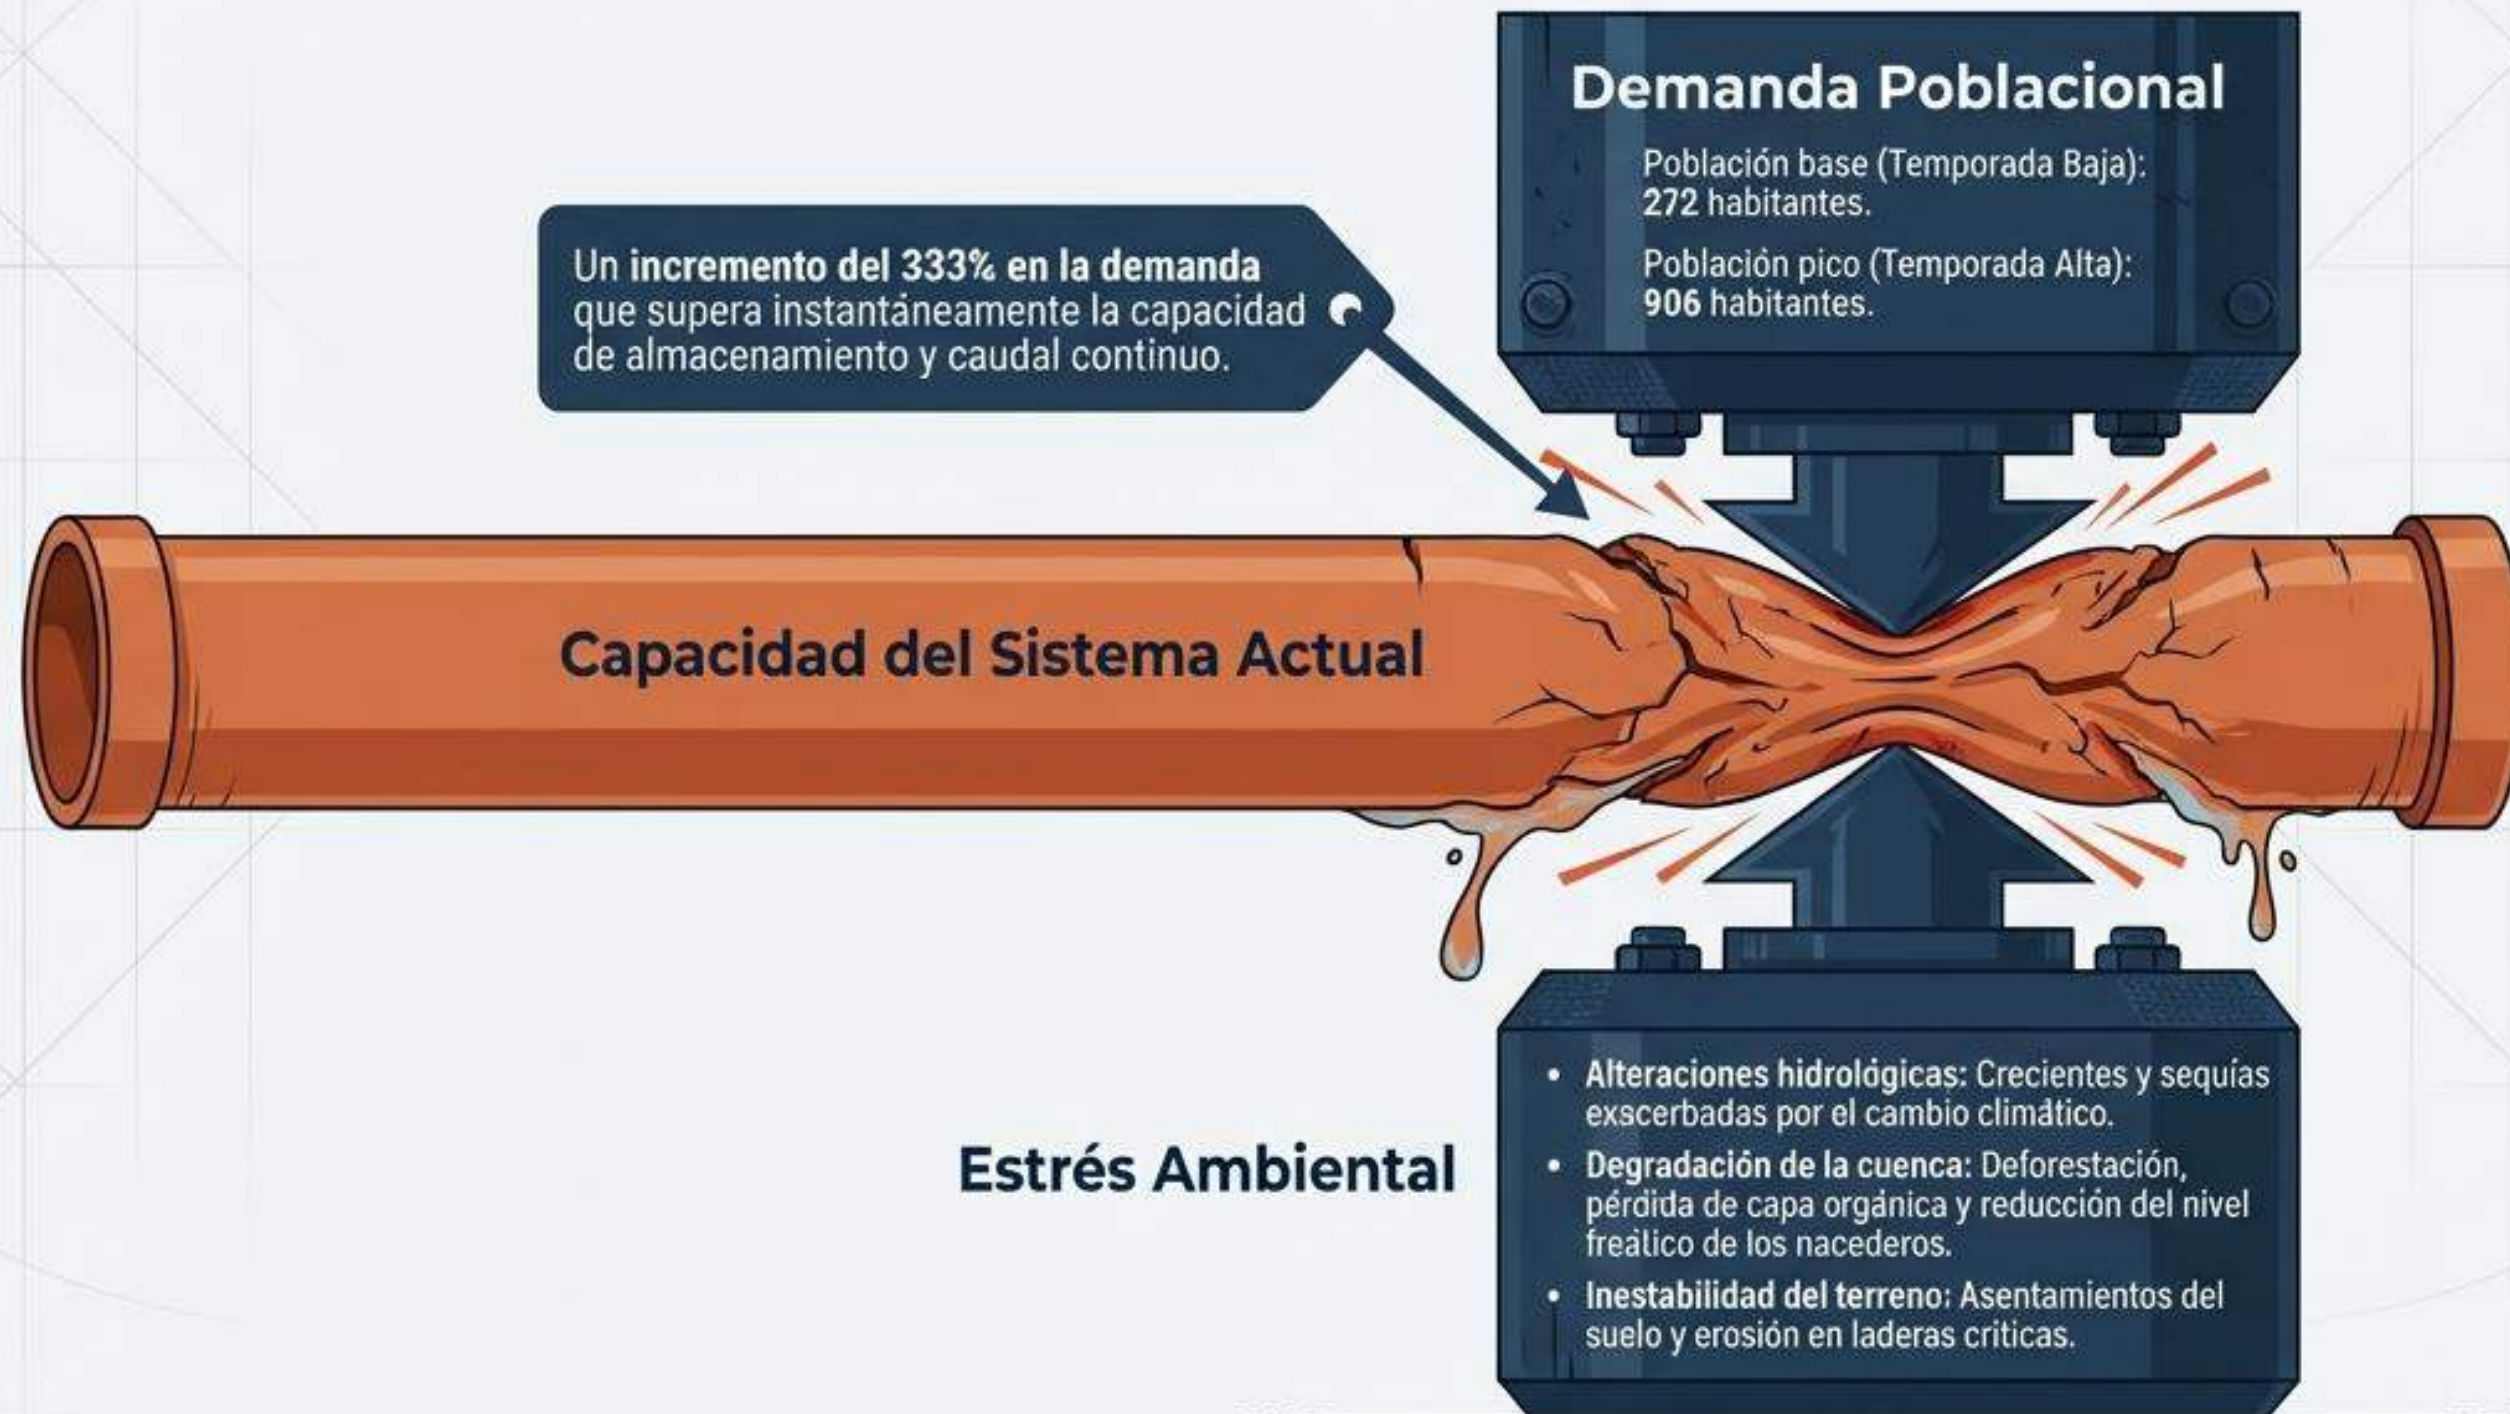 Demanda Poblacional
Población base (Temporada Baja):
272 habitantes.
Población pico (Temporada Alta):
906 habitantes.
Un incremento del 333% en la demanda
que supera instantáneamente la capacidad
de almacenamiento y caudal continuo.
Capacidad del Sistema Actual
Estrés Ambiental
• Alteraciones hidrológicas: Crecientes y sequías
exscerbadas por el cambio climático.
• Degradación de la cuenca: Deforestación,
pérdida de capa orgánica y reducción del nivel
freático de los nacederos.
• Inestabilidad del terreno: Asentamientos del
suelo y erosión en laderas criticas.